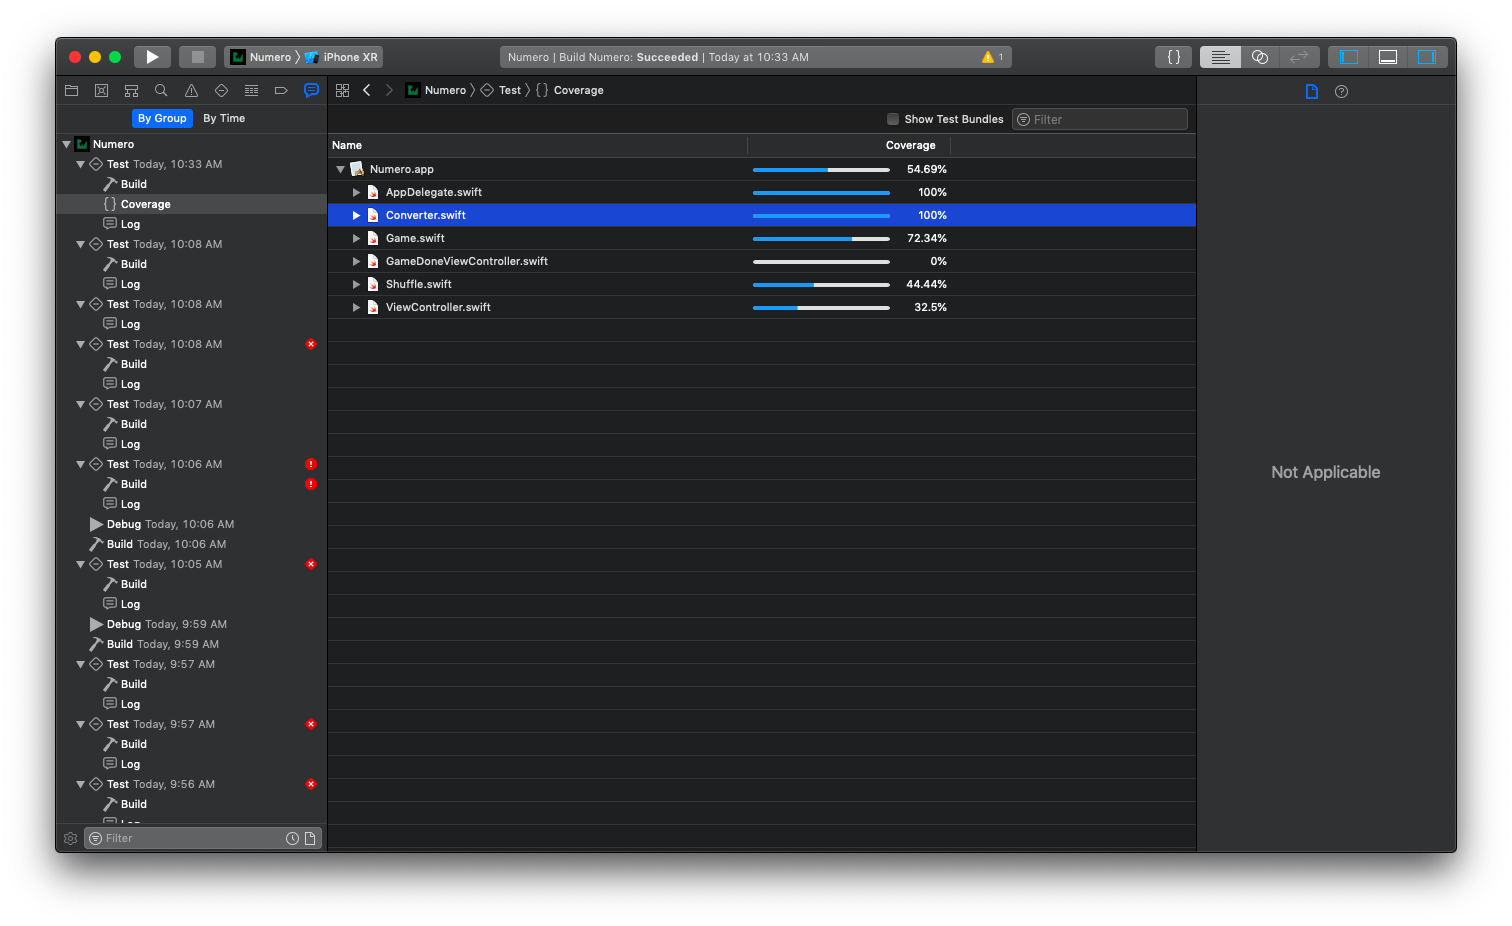 Numero 〉 iPhone XR
Numero | Build Numero: Succeeded | Today at 10:33 AM
1
{ }
Numero 〉 Test 〉 { } Coverage
By Group By Time
Show Test Bundles Filter
Name Coverage
Numero
Test Today, 10:33 AM
Build
{ } Coverage
Log
Test Today, 10:08 AM
Build
Log
Test Today, 10:08 AM
Log
Test Today, 10:08 AM
Build
Log
Test Today, 10:07 AM
Build
Log
Test Today, 10:06 AM
Build
Log
Debug Today, 10:06 AM
Build Today, 10:06 AM
Test Today, 10:05 AM
Build
Log
Debug Today, 9:59 AM
Build Today, 9:59 AM
Test Today, 9:57 AM
Build
Log
Test Today, 9:57 AM
Build
Log
Test Today, 9:56 AM
Build
Filter
Numero.app 54.69%
AppDelegate.swift 100%
Converter.swift 100%
Game.swift 72.34%
GameDoneViewController.swift 0%
Shuffle.swift 44.44%
ViewController.swift 32.5%
Not Applicable